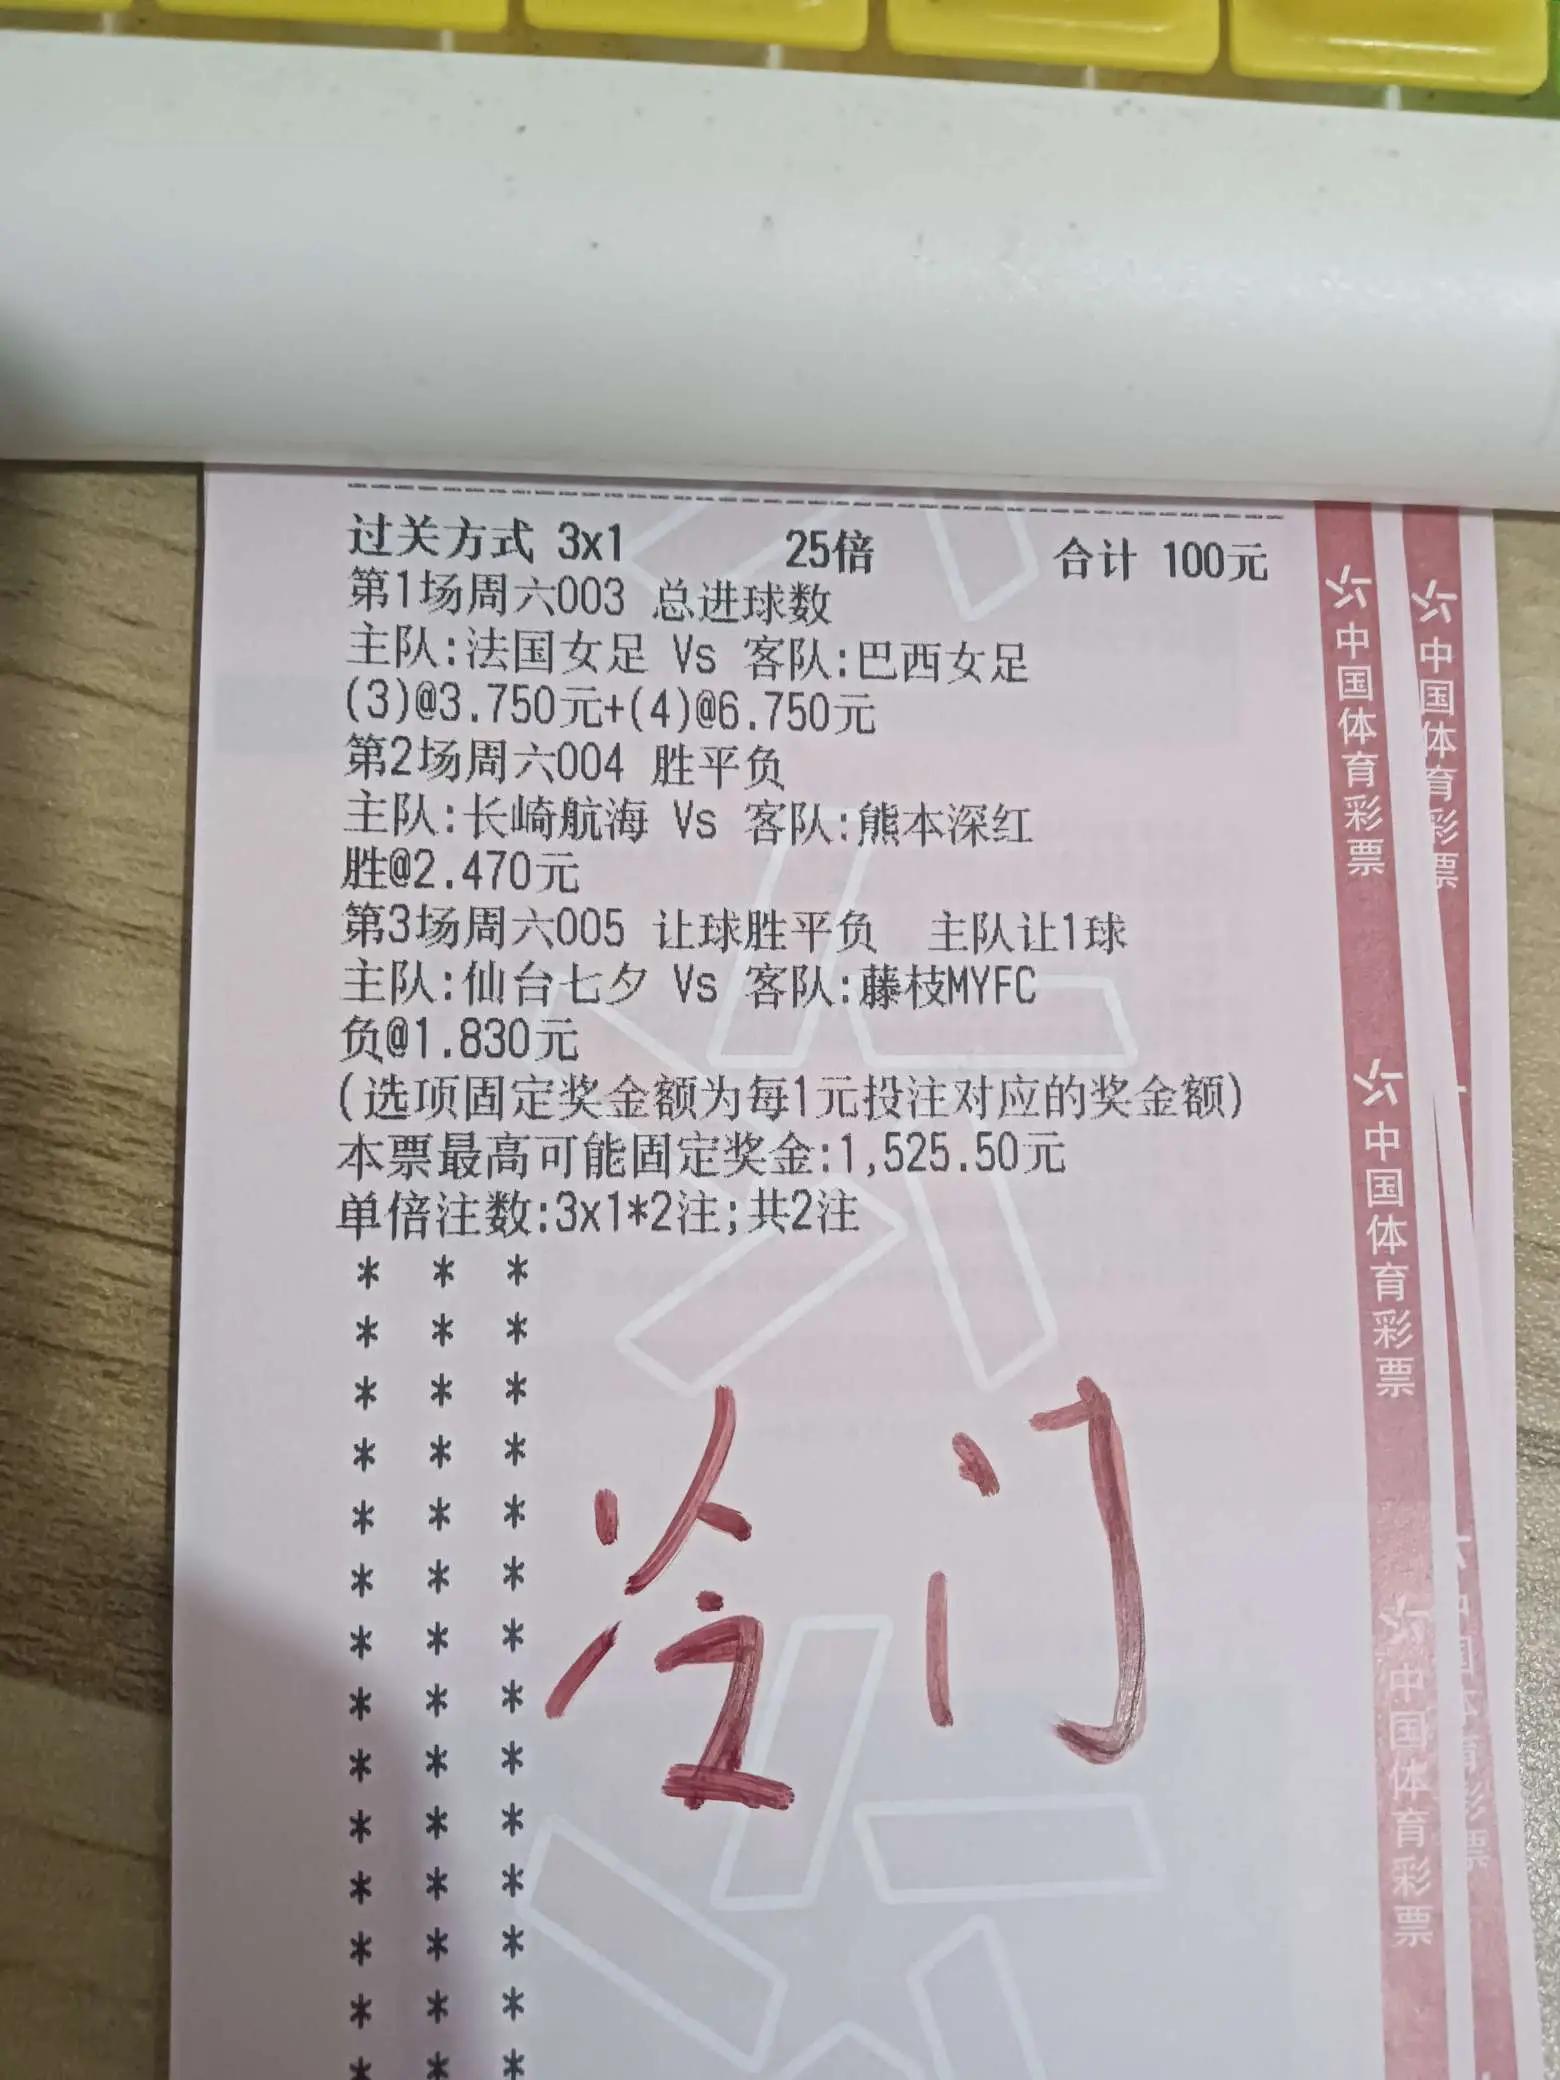 过关方式 3x1 25倍 合计 100元
第1场周六003 总进球数
主队:法国女足 Vs 客队:巴西女足
(3)@3.750元+(4)@6.750元
第2场周六004 胜平负
主队:长崎航海 Vs 客队:熊本深红
胜@2.470元
第3场周六005 让球胜平负 主队让1球
主队:仙台七夕 Vs 客队:藤枝MYFC
负@1.830元
(选项固定奖金额为每1元投注对应的奖金额)
本票最高可能固定奖金:1,525.50元
单倍注数:3x1*2注;共2注
* * *
* * *
* * *
* * *
* * *
* * *
* * *
* * *
* * *
* * *
* * *
* * *
* * *
* * *
冷门
中国体育彩票
中国体育彩票
中国体育彩票
中国体育彩票